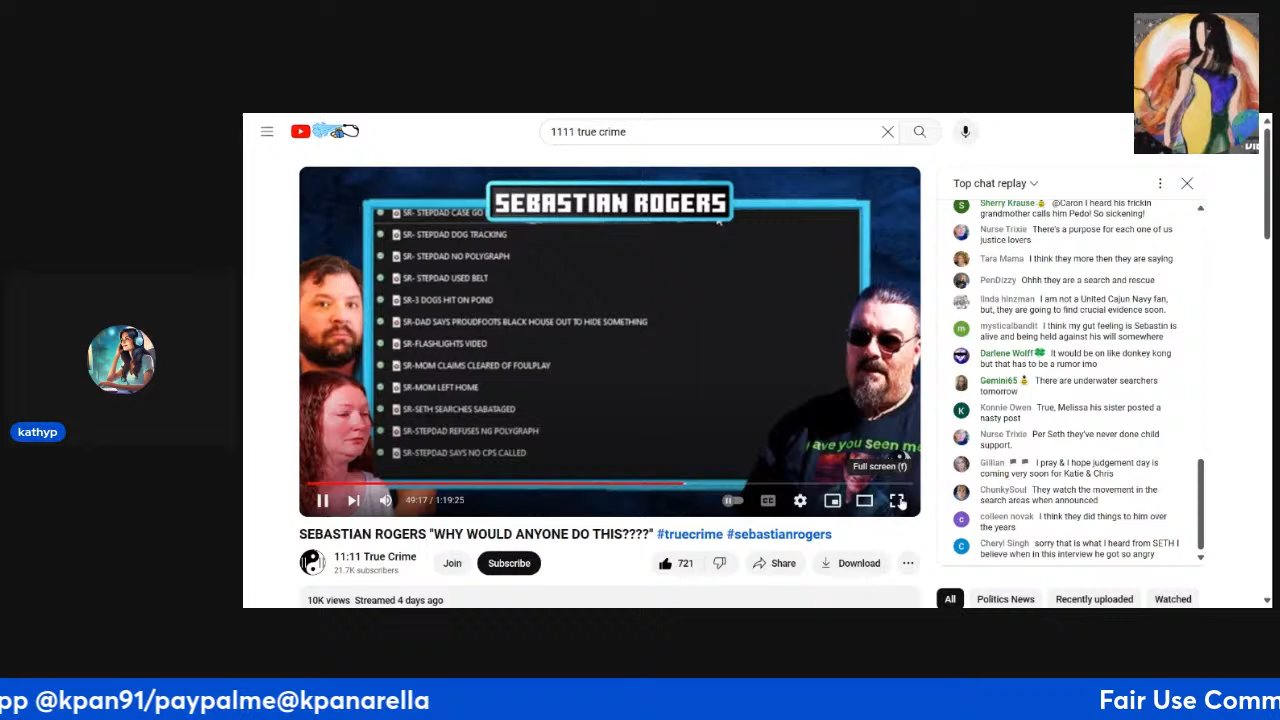 1111 true crime
SEBASTIAN ROGERS
SR- STEPDAD CASE GO
SR- STEPDAD DOG TRACKING
SR- STEPDAD NO POLYGRAPH
SR- STEPDAD USED BELT
SR-3 DOGS HIT ON POND
SR-DAD SAYS PROUDFOOTS BLACK HOUSE OUT TO HIDE SOMETHING
SR-FLASHLIGHTS VIDEO
SR-MOM CLAIMS CLEARED OF FOULPLAY
SR-MOM LEFT HOME
SR-SETH SEARCHES SABATAGED
SR-STEPDAD REFUSES NG POLYGRAPH
SR-STEPDAD SAYS NO CPS CALLED
ave you seen me
Full screen (f)
49:17 / 1:19:25
CC
SEBASTIAN ROGERS "WHY WOULD ANYONE DO THIS????" #truecrime #sebastianrogers
11:11 True Crime
21.7K subscribers
Join
Subscribe
721
Share
Download
10K views Streamed 4 days ago
Top chat replay
Sherry Krause @Caron I heard his frickin
grandmother calls him Pedo! So sickening!
Nurse Trixie There's a purpose for each one of us
justice lovers
Tara Mama I think they more then they are saying
PenDizzy Ohhh they are a search and rescue
linda hinzman I am not a United Cajun Navy fan,
but, they are going to find crucial evidence soon.
mysticalbandit I think my gut feeling is Sebastin is
alive and being held against his will somewhere
Darlene Wolff It would be on like donkey kong
but that has to be a rumor imo
Gemini65 There are underwater searchers
tomorrow
Konnie Owen True, Melissa his sister posted a
nasty post
Nurse Trixie Per Seth they've never done child
support.
Gillian I pray & I hope judgement day is
coming very soon for Katie & Chris
ChunkySoul They watch the movement in the
search areas when announced
colleen novak I think they did things to him over
the years
Cheryl Singh sorry that is what I heard from SETH I
believe when in this interview he got so angry
All
Politics News
Recently uploaded
Watched
kathyp
pp @kpan91/paypalme@kpanarella
Fair Use Comm